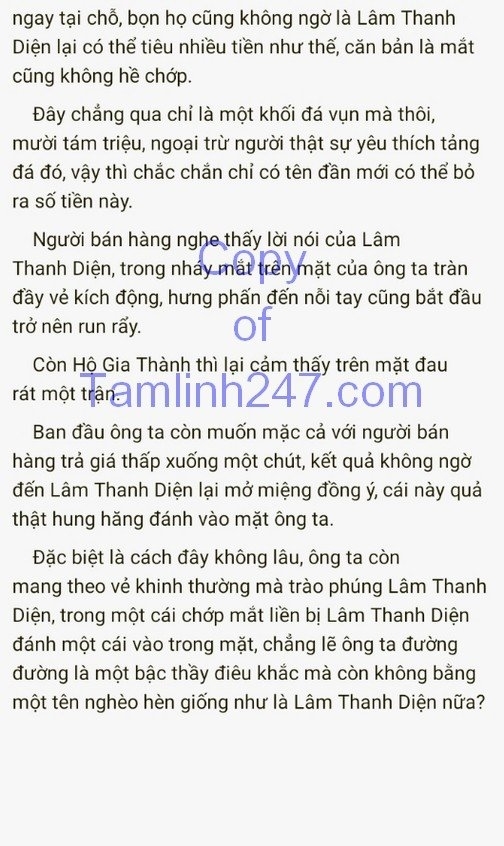 ngay tại chỗ, bọn họ cũng không ngờ là Lâm Thanh
Diện lại có thể tiêu nhiều tiền như thế, căn bản là mắt
cũng không hề chớp.
Đây chẳng qua chỉ là một khối đá vụn mà thôi,
mười tám triệu, ngoại trừ người thật sự yêu thích tảng
đá đó, vậy thì chắc chắn chỉ có tên đần mới có thể bỏ
ra số tiền này.
Người bán hàng nghe thấy lời nói của Lâm
Thanh Diện, trong nháy mắt trên mặt của ông ta tràn
đầy vẻ kích động, hưng phấn đến nỗi tay cũng bắt đầu
trở nên run rẩy.
Còn Hộ Gia Thành thì lại cảm thấy trên mặt đau
rát một trận.
Ban đầu ông ta còn muốn mặc cả với người bán
hàng trả giá thấp xuống một chút, kết quả không ngờ
đến Lâm Thanh Diện lại mở miệng đồng ý, cái này quả
thật hung hăng đánh vào mặt ông ta.
Đặc biệt là cách đây không lâu, ông ta còn
mang theo vẻ khinh thường mà trào phúng Lâm Thanh
Diện, trong một cái chớp mắt liền bị Lâm Thanh Diện
đánh một cái vào trong mặt, chẳng lẽ ông ta đường
đường là một bậc thầy điêu khắc mà còn không bằng
một tên nghèo hèn giống như là Lâm Thanh Diện nữa?
Copy
of
Tamlinh247.com